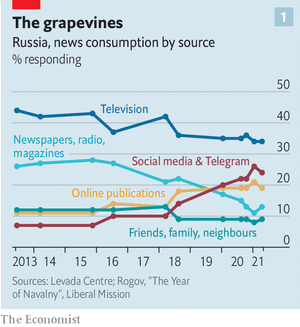 The grapevines
1
Russia, news consumption by source
% responding
50
Television
40
Newspapers, radio,
magazines
30
Social media & Telegram
20
Online publications
10
Friends, family, neighbours
0
2013 14 15 16 17 18 19 20 21
Sources: Levada Centre; Rogov, "The Year
of Navalny", Liberal Mission
The Economist